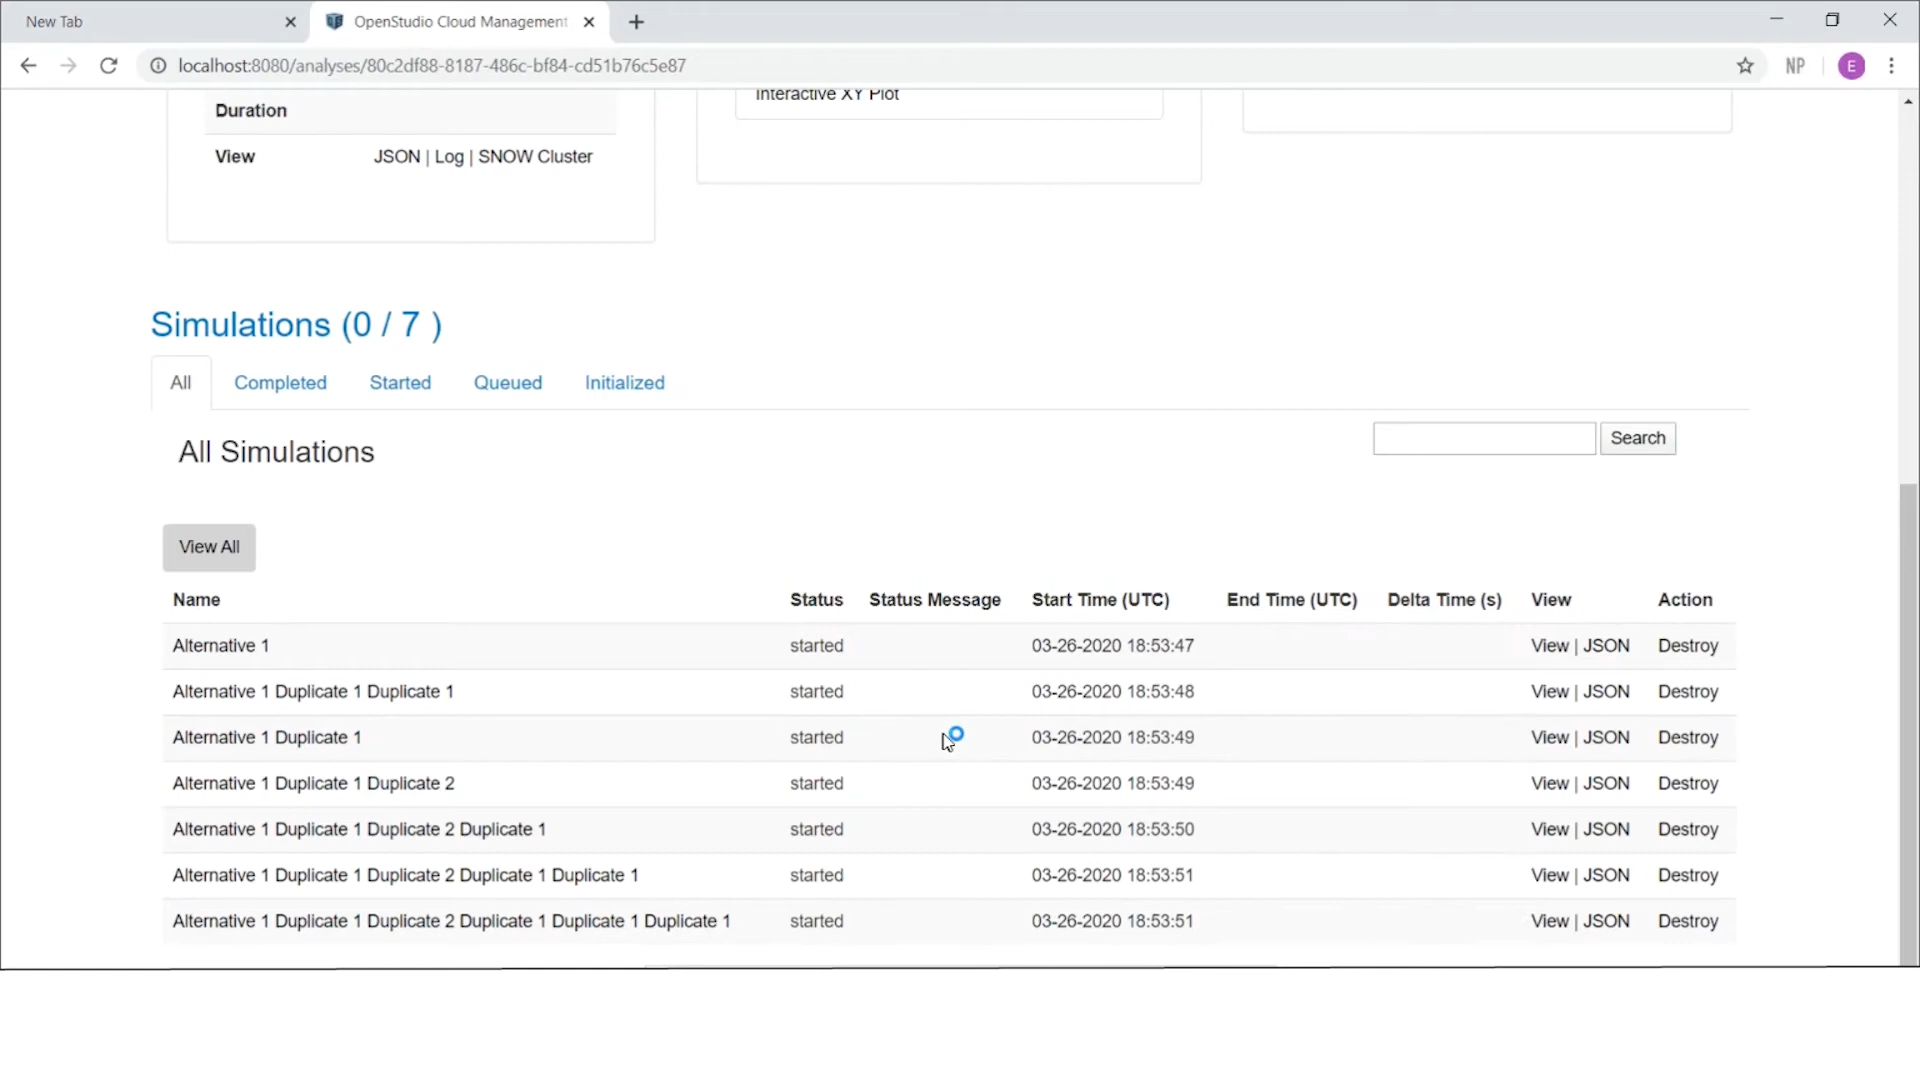 New Tab
OpenStudio Cloud Management
localhost:8080/analyses/80c2df88-8187-486c-bf84-cd51b76c5e87
NP
E
Duration
View JSON | Log | SNOW Cluster
Interactive XY Plot
Simulations (0 / 7 )
All Completed Started Queued Initialized
All Simulations
Search
View All
Name Status Status Message Start Time (UTC) End Time (UTC) Delta Time (s) View Action
Alternative 1 started 03-26-2020 18:53:47 View | JSON Destroy
Alternative 1 Duplicate 1 Duplicate 1 started 03-26-2020 18:53:48 View | JSON Destroy
Alternative 1 Duplicate 1 started 03-26-2020 18:53:49 View | JSON Destroy
Alternative 1 Duplicate 1 Duplicate 2 started 03-26-2020 18:53:49 View | JSON Destroy
Alternative 1 Duplicate 1 Duplicate 2 Duplicate 1 started 03-26-2020 18:53:50 View | JSON Destroy
Alternative 1 Duplicate 1 Duplicate 2 Duplicate 1 Duplicate 1 started 03-26-2020 18:53:51 View | JSON Destroy
Alternative 1 Duplicate 1 Duplicate 2 Duplicate 1 Duplicate 1 Duplicate 1 started 03-26-2020 18:53:51 View | JSON Destroy